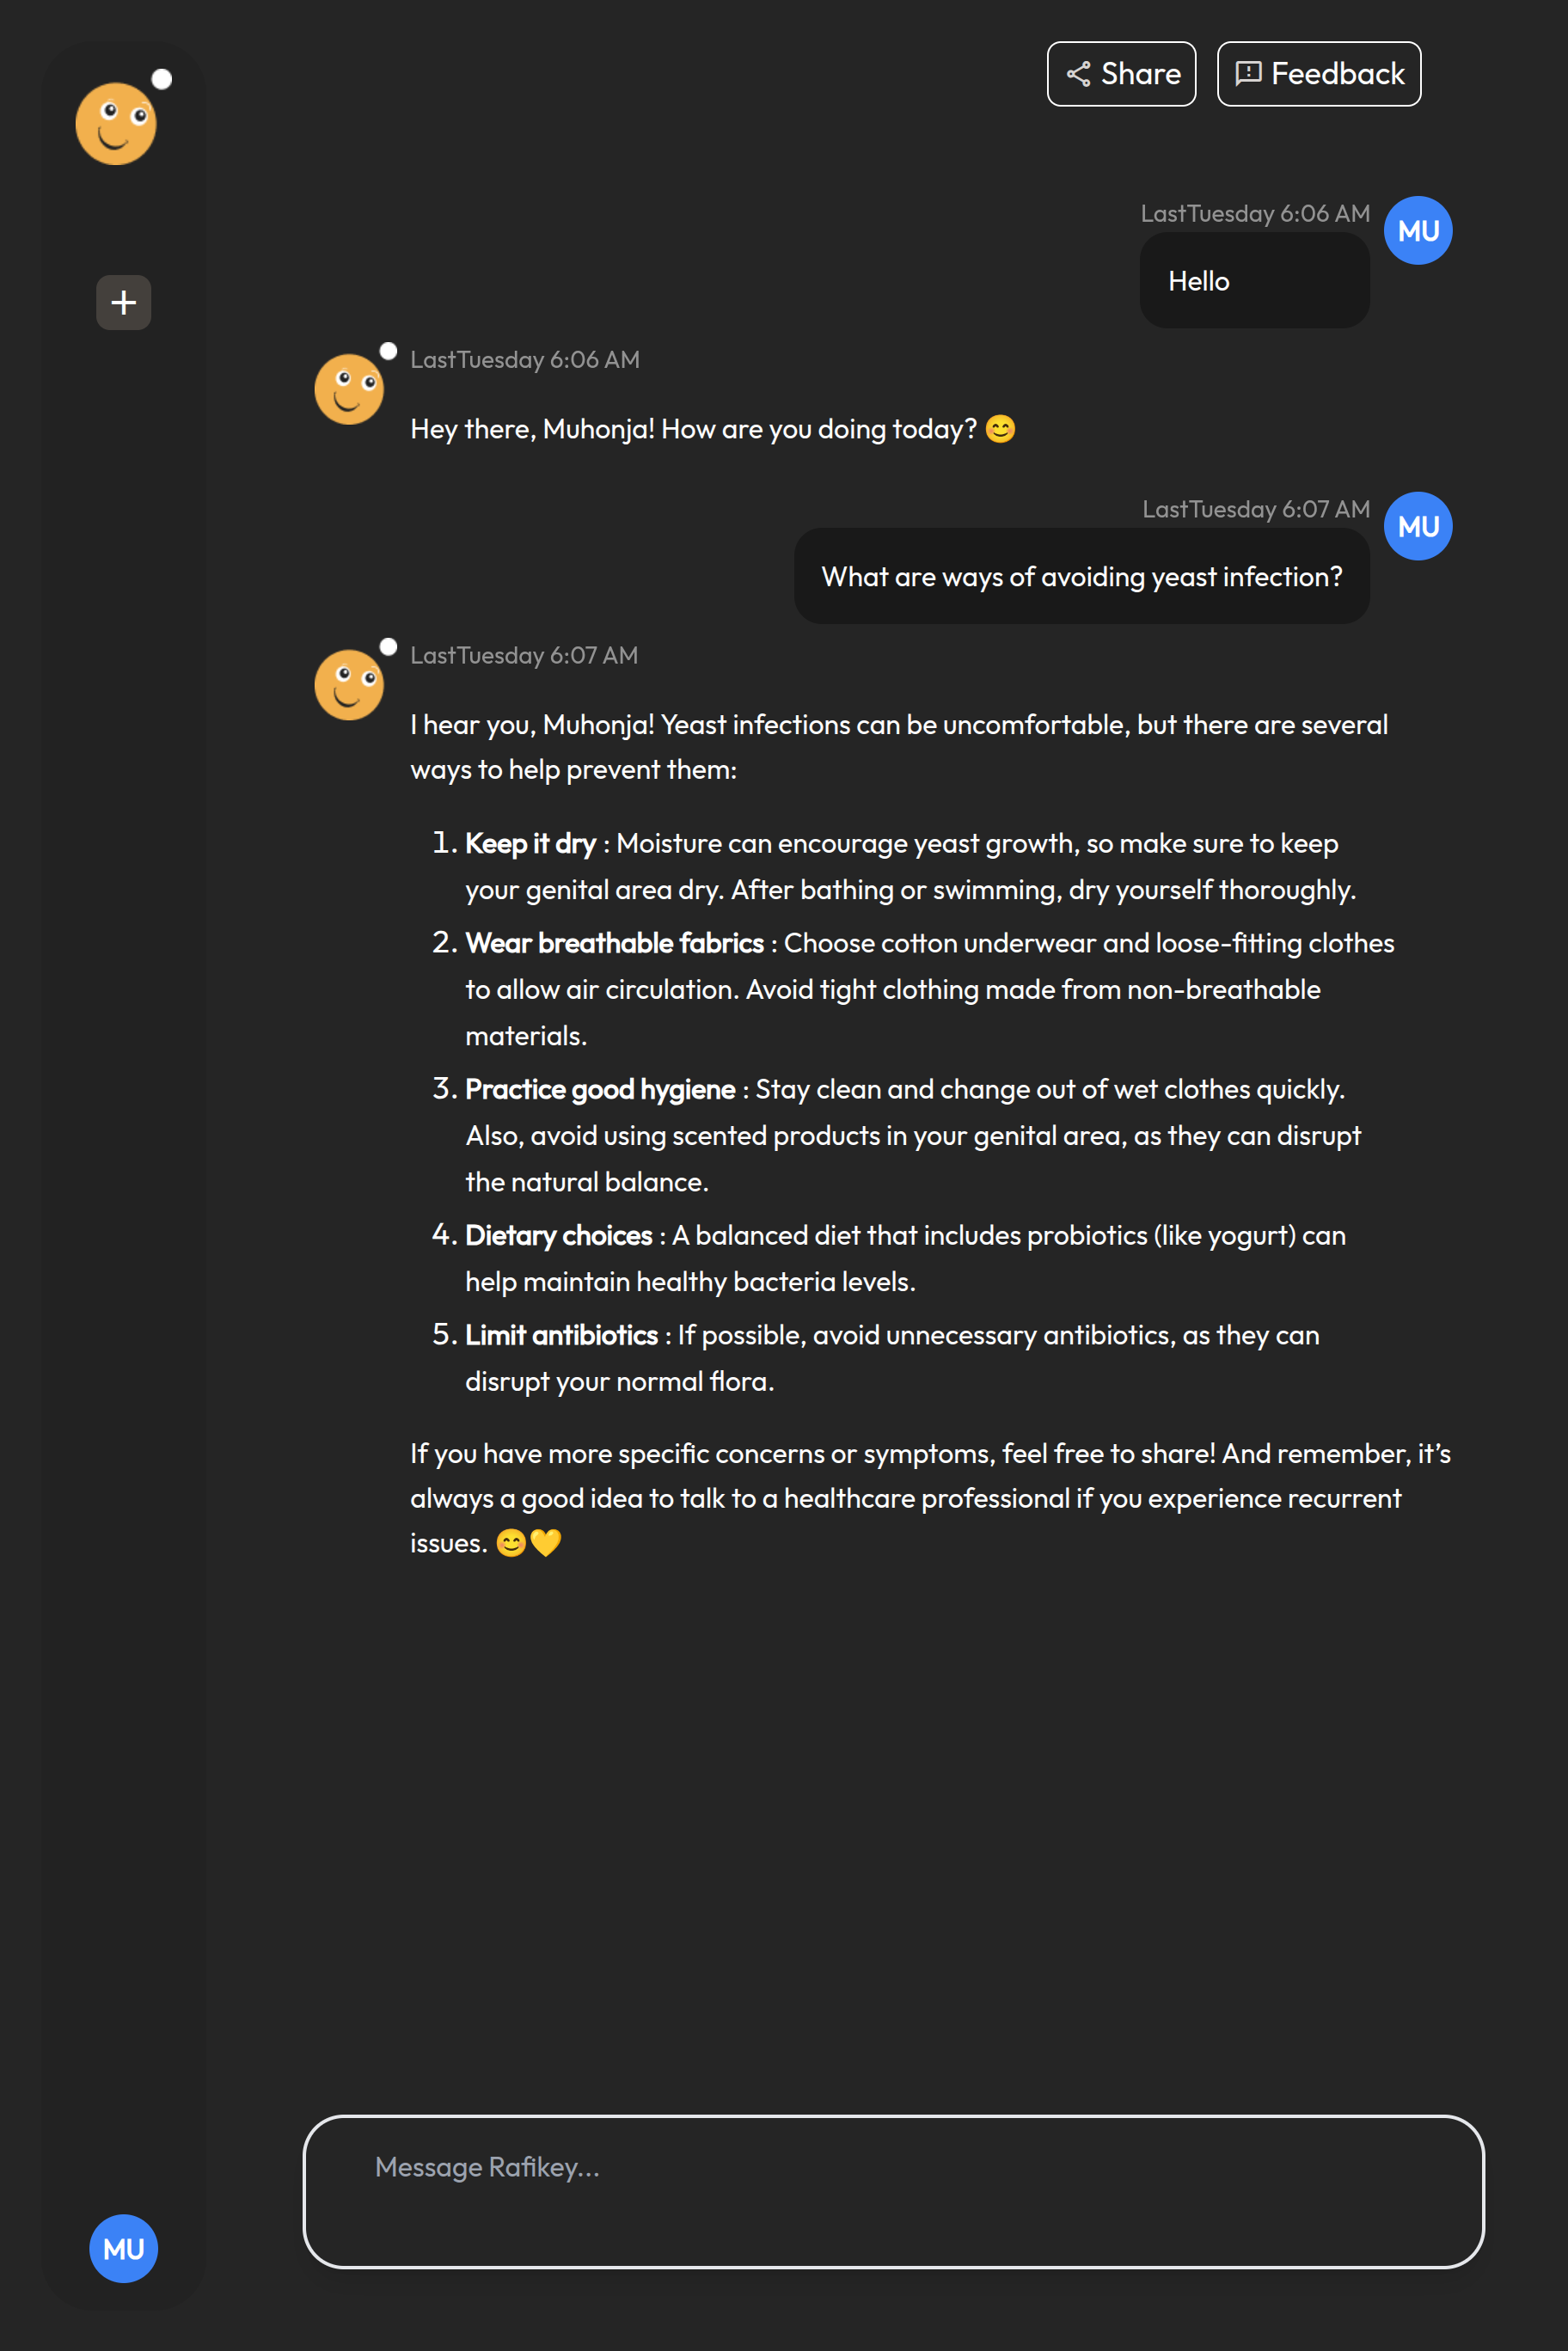 Share
Feedback
LastTuesday 6:06 AM
MU
Hello
LastTuesday 6:06 AM
Hey there, Muhonja! How are you doing today? 😊
LastTuesday 6:07 AM
MU
What are ways of avoiding yeast infection?
LastTuesday 6:07 AM
I hear you, Muhonja! Yeast infections can be uncomfortable, but there are several
ways to help prevent them:
1. Keep it dry : Moisture can encourage yeast growth, so make sure to keep
your genital area dry. After bathing or swimming, dry yourself thoroughly.
2. Wear breathable fabrics : Choose cotton underwear and loose-fitting clothes
to allow air circulation. Avoid tight clothing made from non-breathable
materials.
3. Practice good hygiene : Stay clean and change out of wet clothes quickly.
Also, avoid using scented products in your genital area, as they can disrupt
the natural balance.
4. Dietary choices : A balanced diet that includes probiotics (like yogurt) can
help maintain healthy bacteria levels.
5. Limit antibiotics : If possible, avoid unnecessary antibiotics, as they can
disrupt your normal flora.
If you have more specific concerns or symptoms, feel free to share! And remember, it’s
always a good idea to talk to a healthcare professional if you experience recurrent
issues. 😊💛
Message Rafikey...
MU